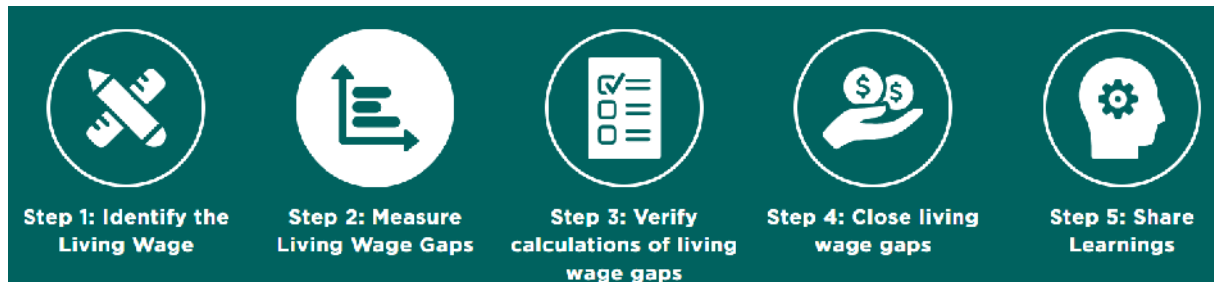 Step 1: Identify the
Living Wage
Step 2: Measure
Living Wage Gaps
Step 3: Verify
calculations of living
wage gaps
Step 4: Close living
wage gaps
Step 5: Share
Learnings
$ $